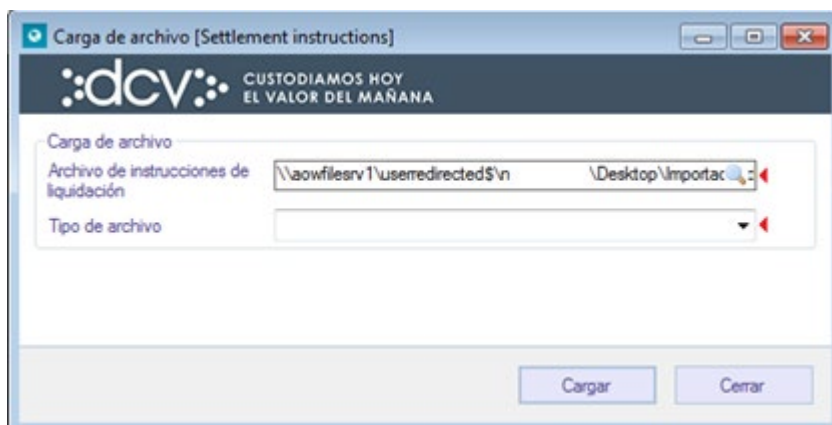 Carga de archivo [Settlement instructions]
dcv
CUSTODIAMOS HOY
EL VALOR DEL MAÑANA
Carga de archivo
Archivo de instrucciones de
liquidación
\\aowfilesrv1\userredirected$\n \Desktop\Importac
Tipo de archivo
Cargar
Cerrar